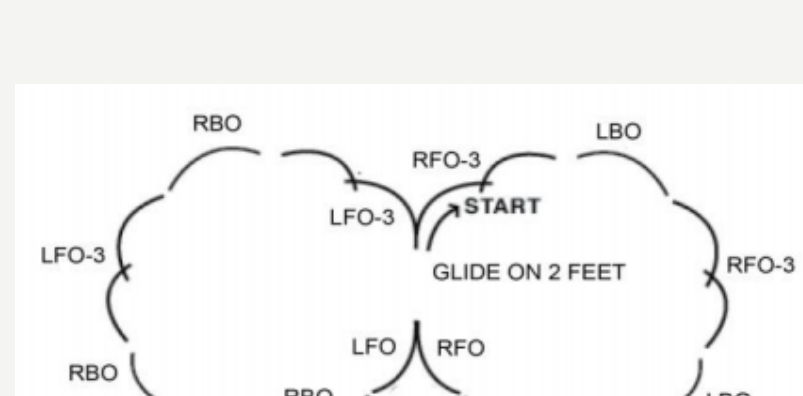 RBO
LBO
RFO-3
START
LFO-3
LFO-3
RFO-3
GLIDE ON 2 FEET
LFO
RFO
RBO